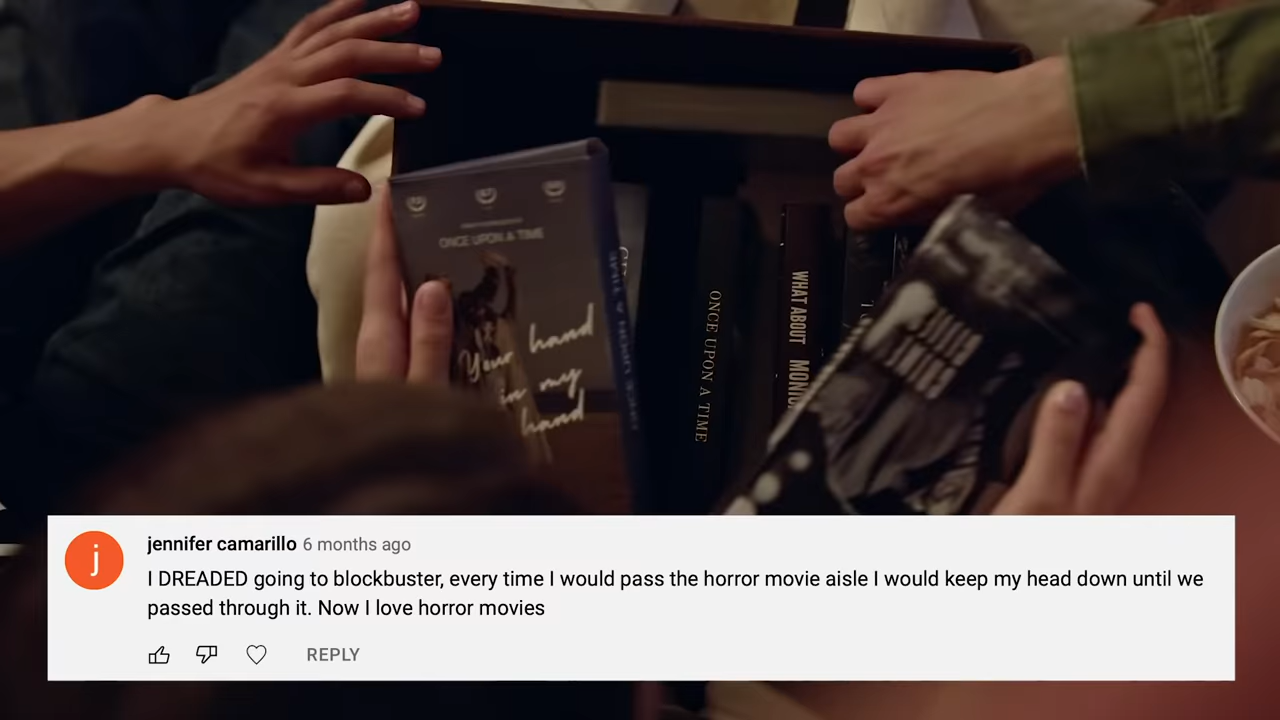 ONCE UPON A TIME
Your hand
in my
hand
ONCE UPON A TIME
WHAT ABOUT
jennifer camarillo 6 months ago
I DREADED going to blockbuster, every time I would pass the horror movie aisle I would keep my head down until we
passed through it. Now I love horror movies
REPLY